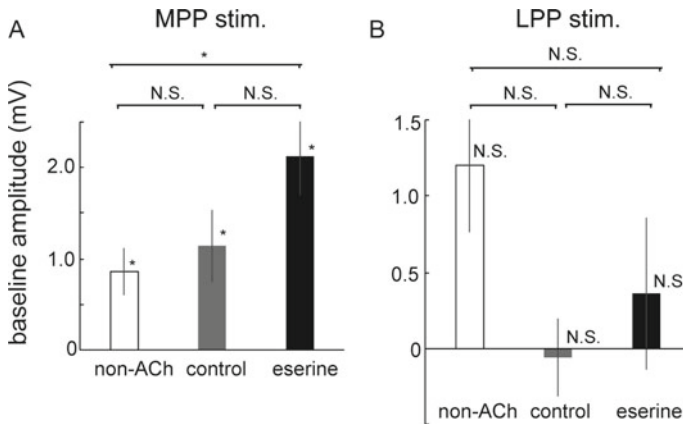 A
MPP stim.
*
N.S.
N.S.
baseline amplitude (mV)
2.0
1.0
0
*
*
*
non-ACh
control
eserine
B
LPP stim.
N.S.
N.S.
N.S.
1.5
1.0
0.5
0
N.S.
N.S.
N.S
non-ACh
control
eserine